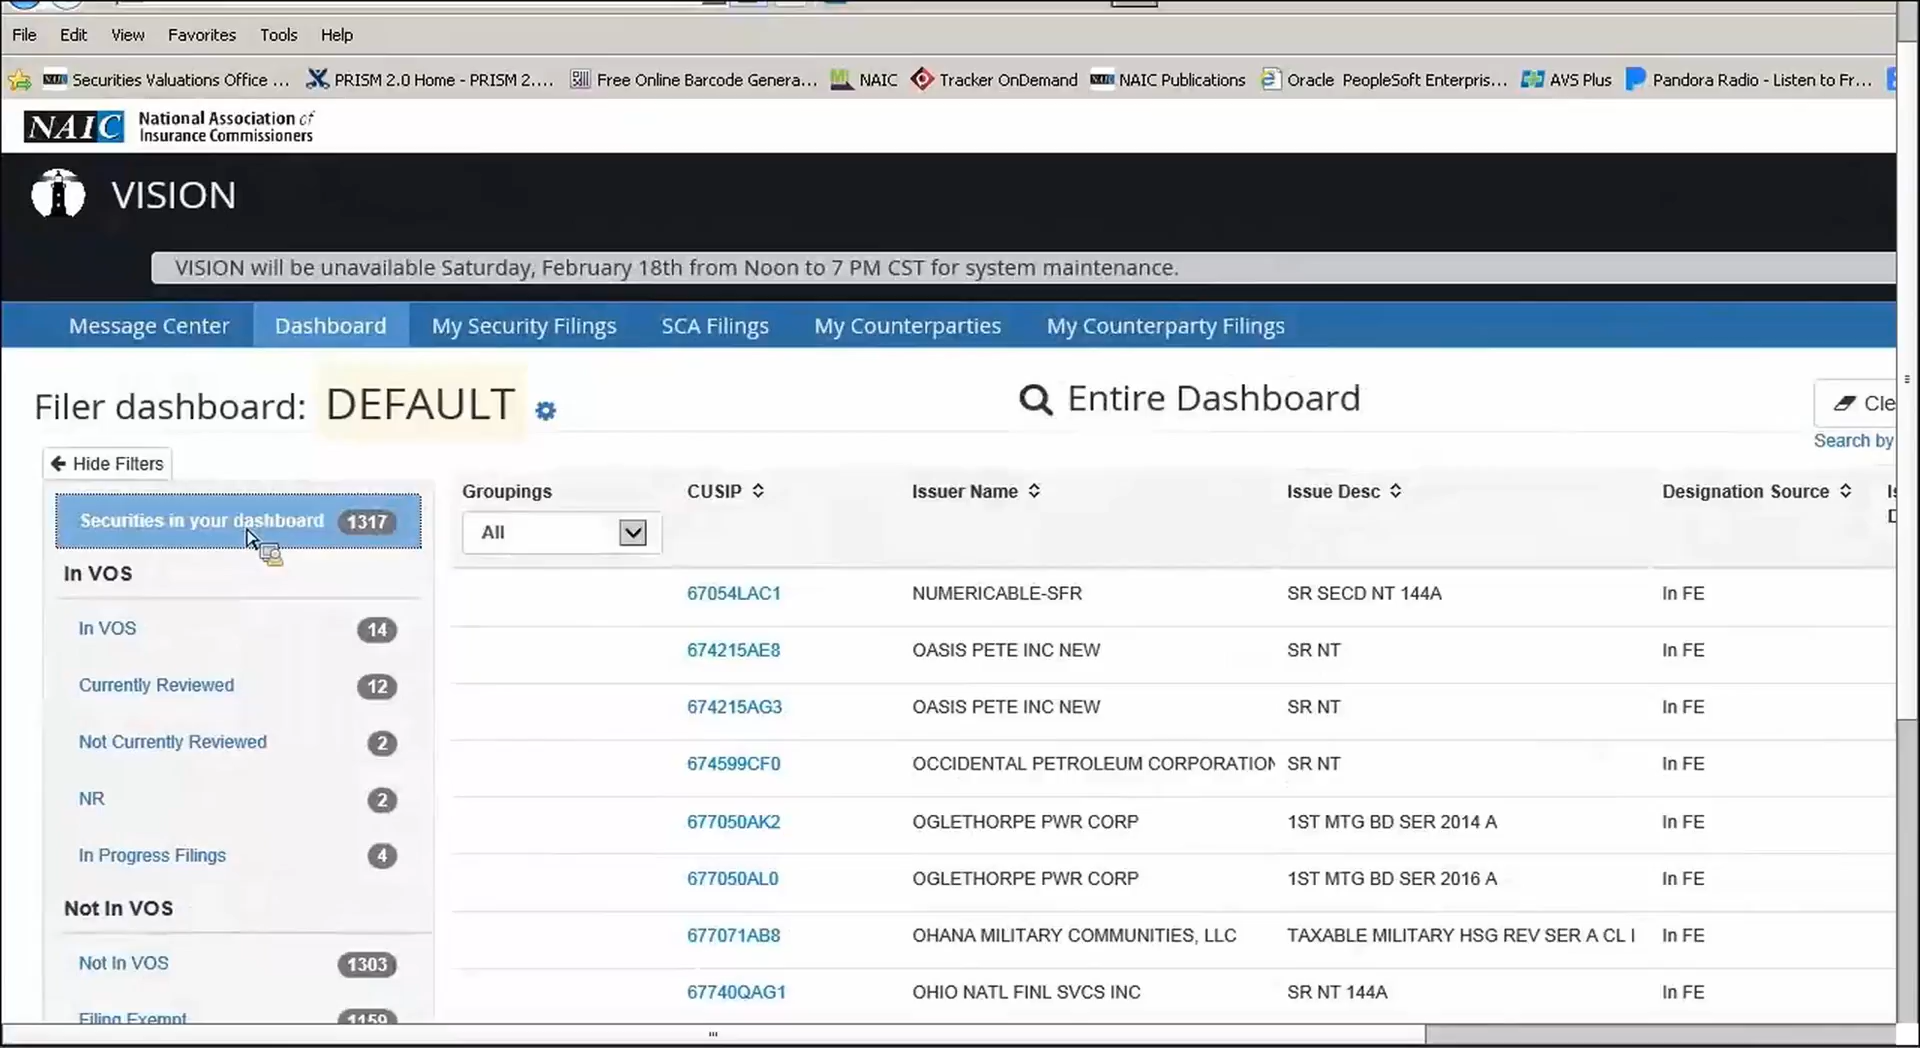 File Edit View Favorites Tools Help
Securities Valuations Office ... PRISM 2.0 Home - PRISM 2.... Free Online Barcode Genera... NAIC Tracker OnDemand NAIC Publications Oracle PeopleSoft Enterpris... AVS Plus Pandora Radio - Listen to Fr...
NAIC National Association of
Insurance Commissioners
VISION
VISION will be unavailable Saturday, February 18th from Noon to 7 PM CST for system maintenance.
Message Center Dashboard My Security Filings SCA Filings My Counterparties My Counterparty Filings
Filer dashboard: DEFAULT Entire Dashboard Cle
Search by
Hide Filters
Groupings CUSIP Issuer Name Issue Desc Designation Source
All
Securities in your dashboard 1317
In VOS
In VOS 14
Currently Reviewed 12
Not Currently Reviewed 2
NR 2
In Progress Filings 4
Not In VOS
Not In VOS 1303
Filing Exempt 1159
67054LAC1 NUMERICABLE-SFR SR SECD NT 144A In FE
674215AE8 OASIS PETE INC NEW SR NT In FE
674215AG3 OASIS PETE INC NEW SR NT In FE
674599CF0 OCCIDENTAL PETROLEUM CORPORATION SR NT In FE
677050AK2 OGLETHORPE PWR CORP 1ST MTG BD SER 2014 A In FE
677050AL0 OGLETHORPE PWR CORP 1ST MTG BD SER 2016 A In FE
677071AB8 OHANA MILITARY COMMUNITIES, LLC TAXABLE MILITARY HSG REV SER A CL I In FE
67740QAG1 OHIO NATL FINL SVCS INC SR NT 144A In FE